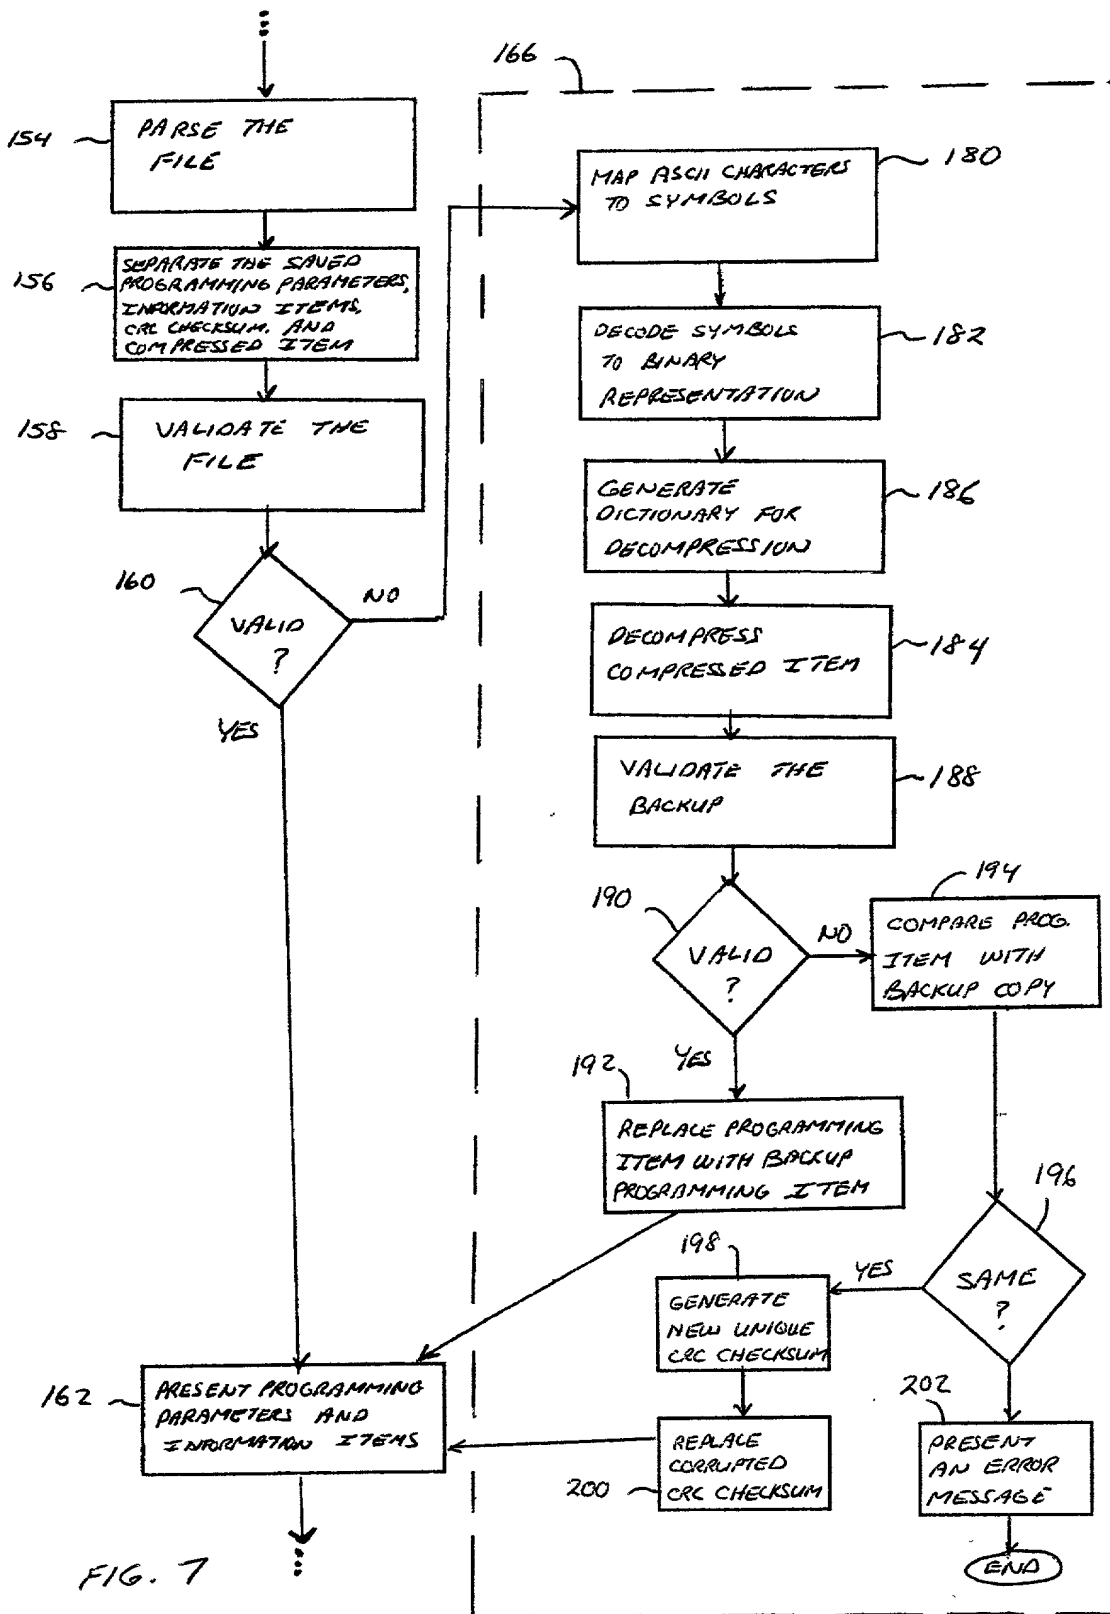 154
PARSE THE
FILE
156
SEPARATE THE SAVED
PROGRAMMING PARAMETERS,
INFORMATION ITEMS,
CRC CHECKSUM. AND
COMPRESSED ITEM
158
VALIDATE THE
FILE
160
VALID
?
NO
YES
162
PRESENT PROGRAMMING
PARAMETERS AND
INFORMATION ITEMS
166
180
MAP ASCII CHARACTERS
TO SYMBOLS
182
DECODE SYMBOLS
TO BINARY
REPRESENTATION
186
GENERATE
DICTIONARY FOR
DECOMPRESSION
184
DECOMPRESS
COMPRESSED ITEM
188
VALIDATE THE
BACKUP
190
VALID
?
NO
YES
194
COMPARE PROG.
ITEM WITH
BACKUP COPY
192
REPLACE PROGRAMMING
ITEM WITH BACKUP
PROGRAMMING ITEM
196
SAME
?
YES
198
GENERATE
NEW UNIQUE
CRC CHECKSUM
200
REPLACE
CORRUPTED
CRC CHECKSUM
202
PRESENT
AN ERROR
MESSAGE
END
FIG. 7